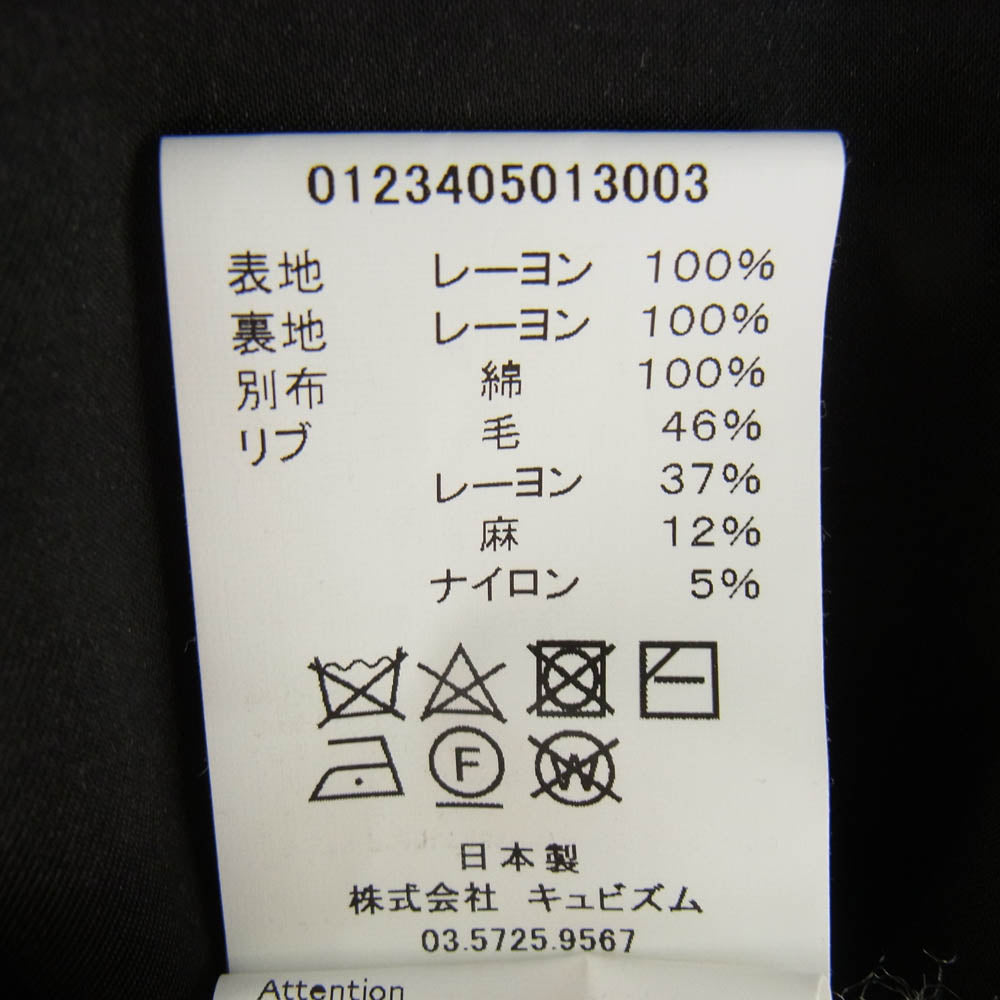 0123405013003
表地 レーヨン 100%
裏地 レーヨン 100%
別布 綿 100%
リブ 毛 46%
レーヨン 37%
麻 12%
ナイロン 5%
F W
日本製
株式会社 キュビズム
03.5725.9567
Attention